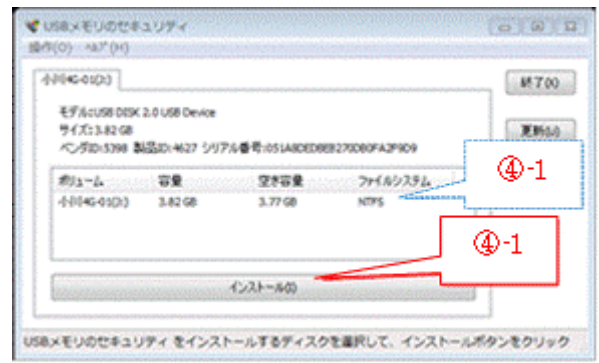 USBメモリのセキュリティ
操作(O) ヘルプ(H)
小川4G-01(J:)
終了(X)
モデル:USB DISK 2.0 USB Device
サイズ:3.82 GB
更新(U)
ベンダID:5398 製品ID:4627 シリアル番号:
④-1
ボリューム 容量 空き容量 ファイルシステム
小川4G-01(J:) 3.82 GB 3.77 GB NTFS
④-1
インストール(I)
USBメモリのセキュリティ をインストールするディスクを選択して、インストールボタンをクリック